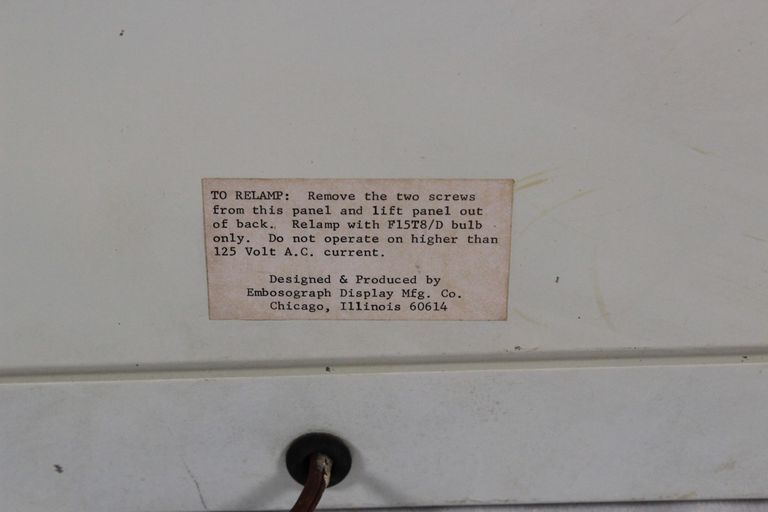 TO RELAMP: Remove the two screws
from this panel and lift panel out
of back. Relamp with F15T8/D bulb
only. Do not operate on higher than
125 Volt A.C. current.
Designed & Produced by
Embosograph Display Mfg. Co.
Chicago, Illinois 60614